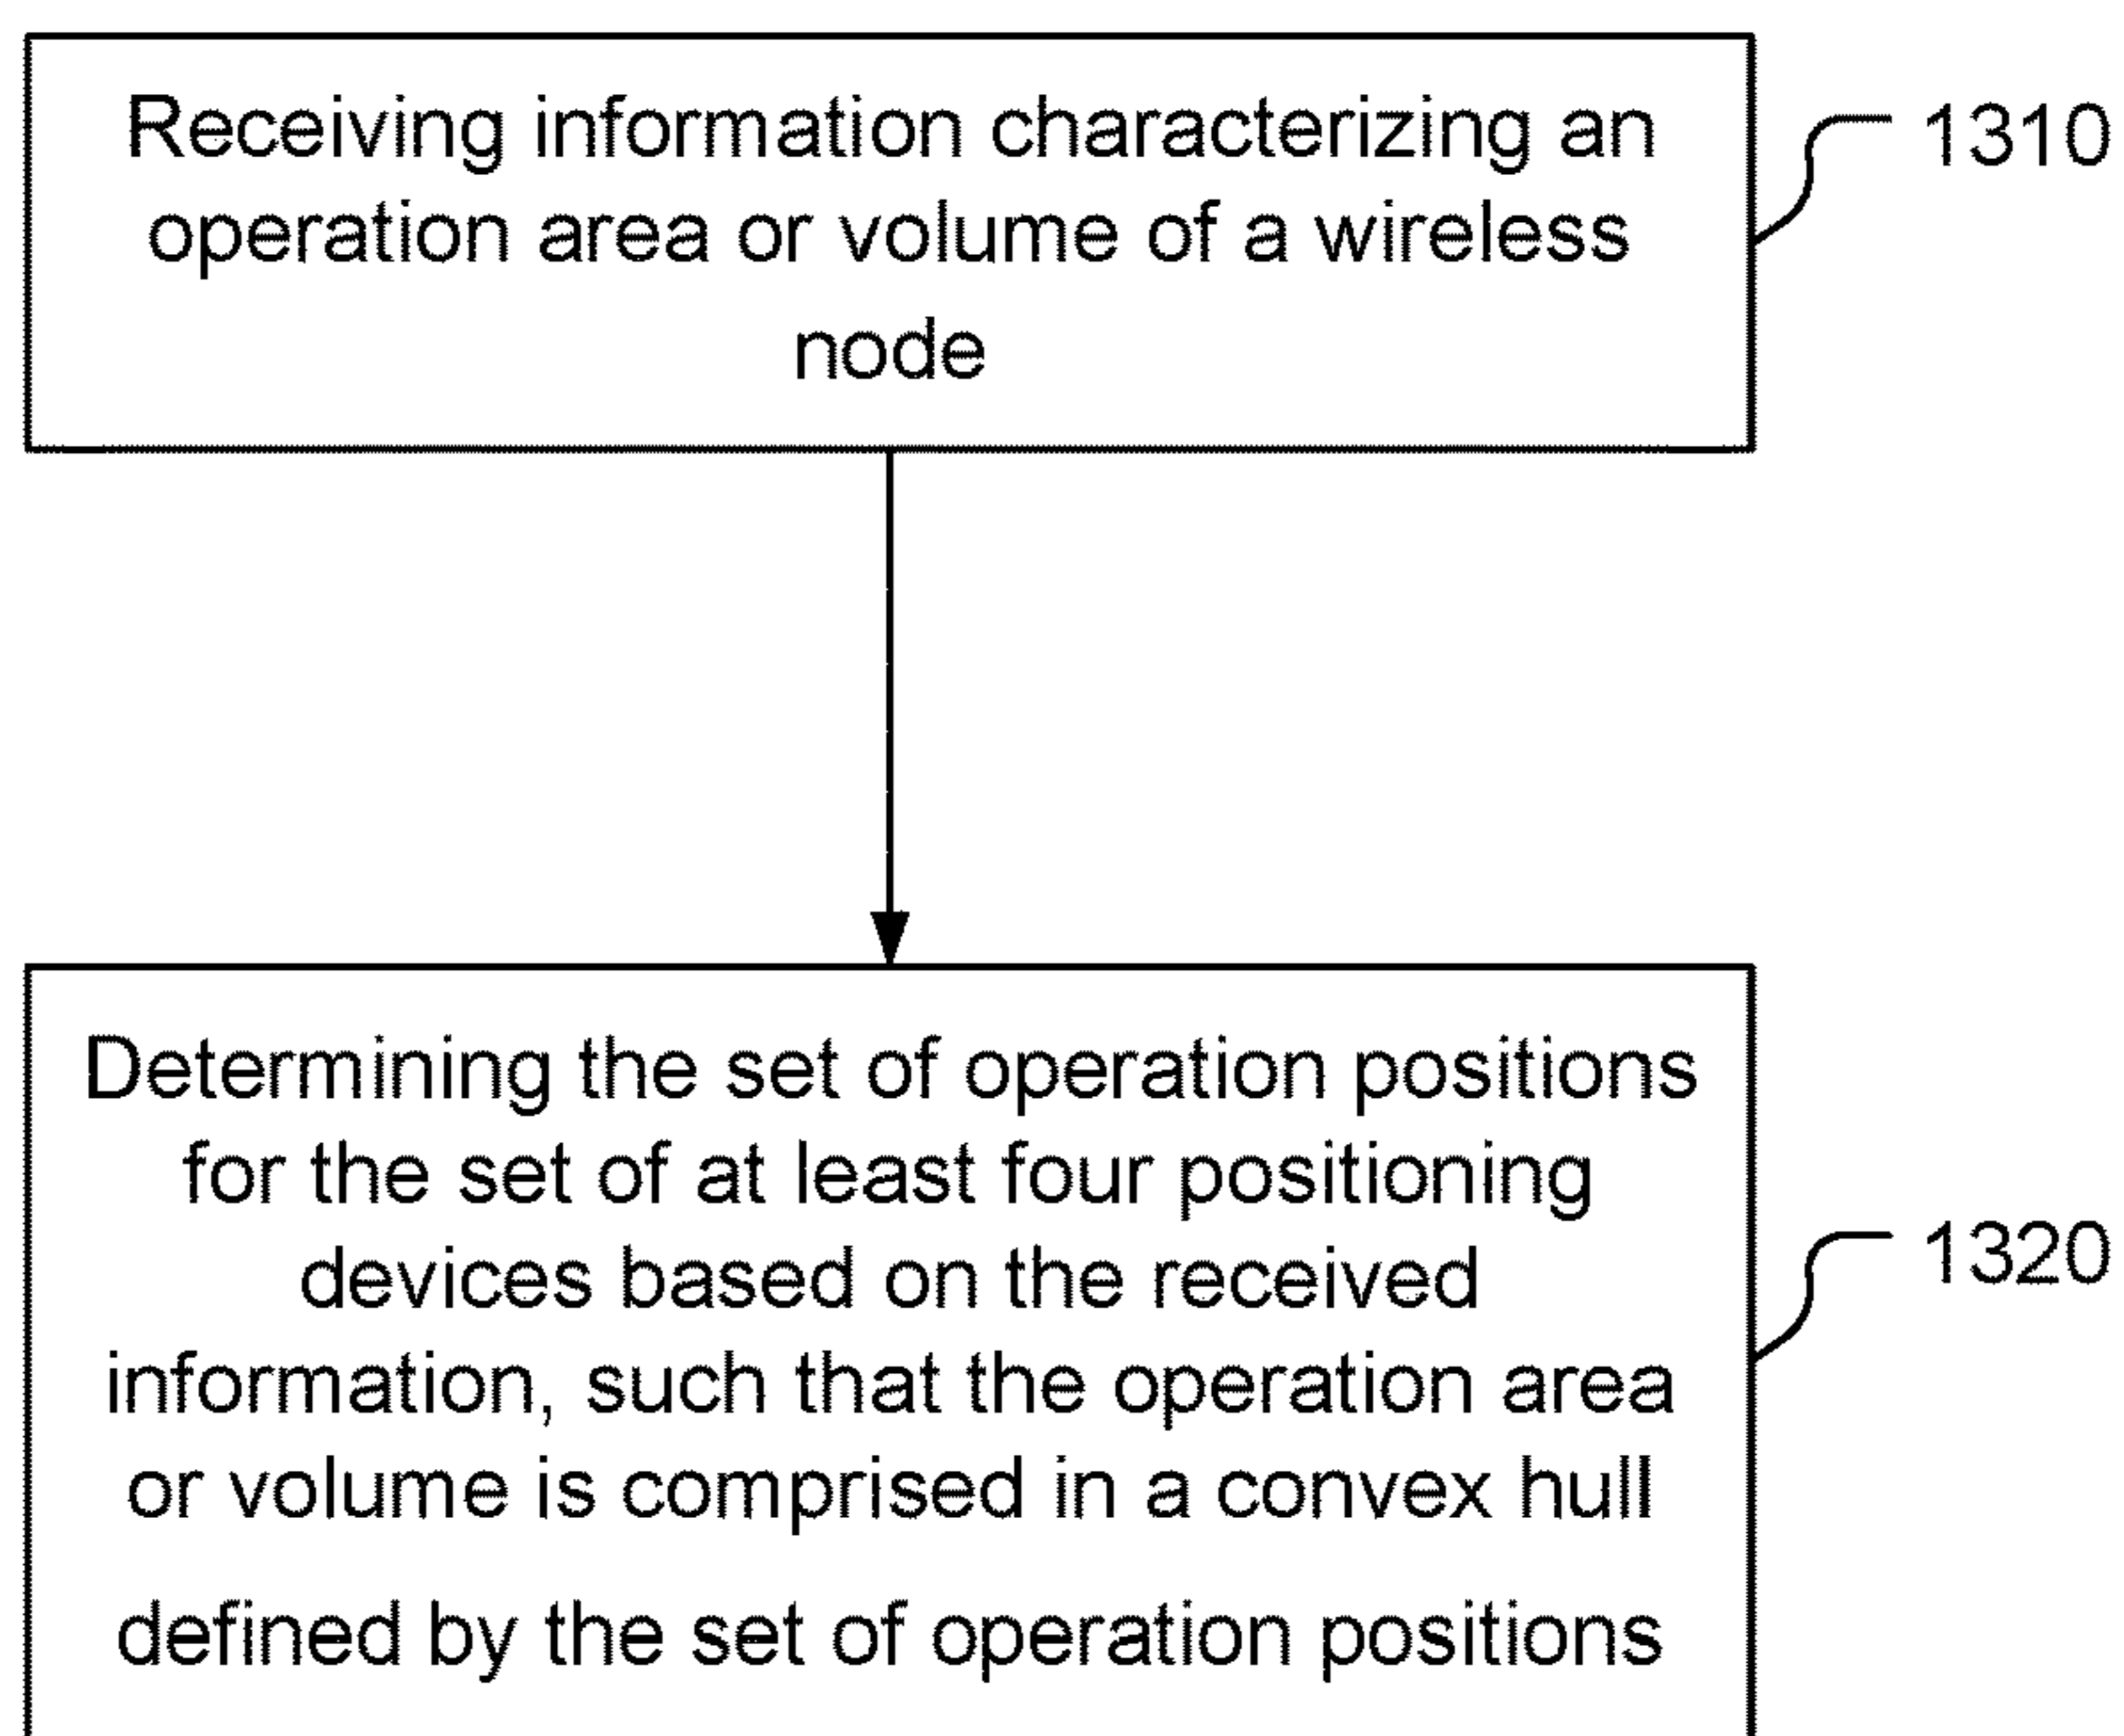 Receiving information characterizing an
operation area or volume of a wireless
node
1310
Determining the set of operation positions
for the set of at least four positioning
devices based on the received
information, such that the operation area
or volume is comprised in a convex hull
defined by the set of operation positions
1320